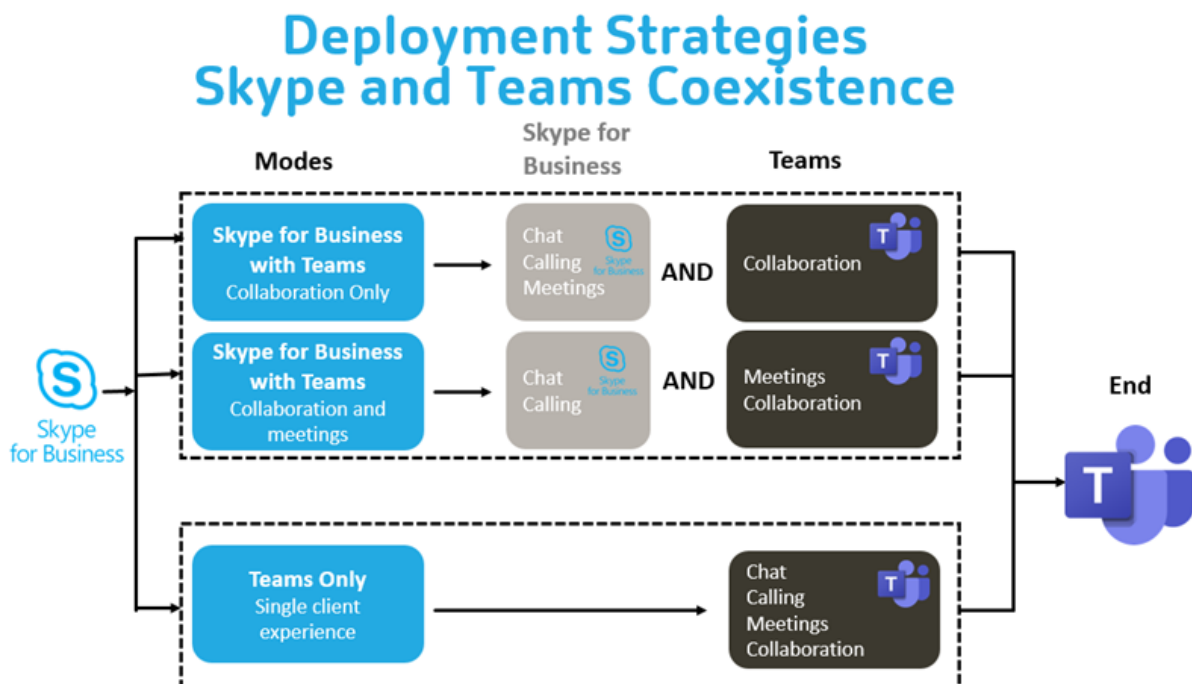 Deployment Strategies
Skype and Teams Coexistence
Modes
Skype for
Business
Teams
Skype for Business
with Teams
Collaboration Only
Chat
Calling
Meetings
S
Skype
for Business
AND
T
Collaboration
Skype for Business
with Teams
Collaboration and
meetings
Chat
Calling
S
Skype
for Business
AND
T
Meetings
Collaboration
S
Skype
for Business
End
T
Teams Only
Single client
experience
T
Chat
Calling
Meetings
Collaboration